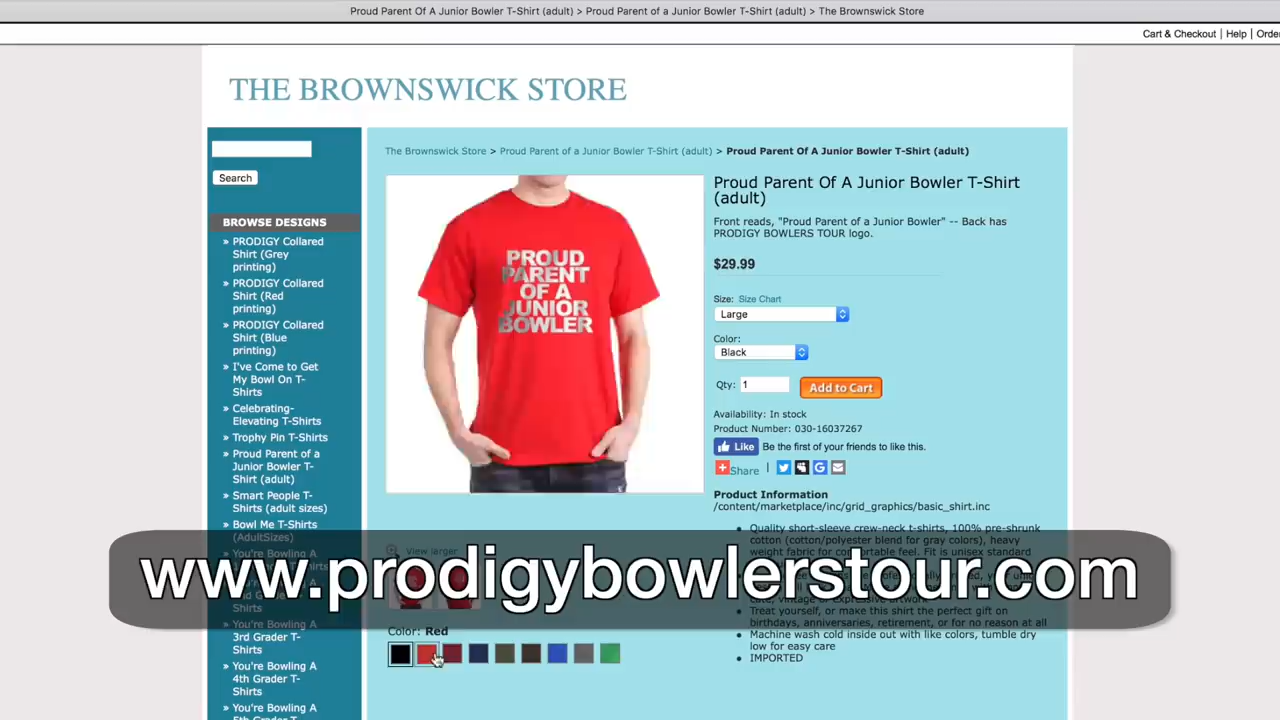 Proud Parent Of A Junior Bowler T-Shirt (adult) > Proud Parent of a Junior Bowler T-Shirt (adult) > The Brownswick Store
Cart & Checkout | Help |
THE BROWNSWICK STORE
Search
BROWSE DESIGNS
» PRODIGY Collared
Shirt (Grey
printing)
» PRODIGY Collared
Shirt (Red
printing)
» PRODIGY Collared
Shirt (Blue
printing)
» I've Come to Get
My Bowl On T-
Shirts
» Celebrating-
Elevating T-Shirts
» Trophy Pin T-Shirts
» Proud Parent of a
Junior Bowler T-
Shirt (adult)
» Smart People T-
Shirts (adult sizes)
» Bowl Me T-Shirts
(AdultSizes)
» You're Bowling A
Shirts
» You're Bowling A
3rd Grader T-
Shirts
» You're Bowling A
4th Grader T-
Shirts
» You're Bowling A
The Brownswick Store > Proud Parent of a Junior Bowler T-Shirt (adult) > Proud Parent Of A Junior Bowler T-Shirt (adult)
PROUD
PARENT
OF A
JUNIOR
BOWLER
View larger
Color: Red
Proud Parent Of A Junior Bowler T-Shirt
(adult)
Front reads, "Proud Parent of a Junior Bowler" -- Back has
PRODIGY BOWLERS TOUR logo.
$29.99
Size: Size Chart
Large
Color:
Black
Qty: 1 Add to Cart
Availability: In stock
Product Number: 030-16037267
Like Be the first of your friends to like this.
Share |
Product Information
/content/marketplace/inc/grid_graphics/basic_shirt.inc
• Quality short-sleeve crew-neck t-shirts, 100% pre-shrunk
cotton (cotton/polyester blend for gray colors), heavy
weight fabric for comfortable feel. Fit is unisex standard
• Treat yourself, or make this shirt the perfect gift on
birthdays, anniversaries, retirement, or for no reason at all
• Machine wash cold inside out with like colors, tumble dry
low for easy care
• IMPORTED
www.prodigybowlerstour.com